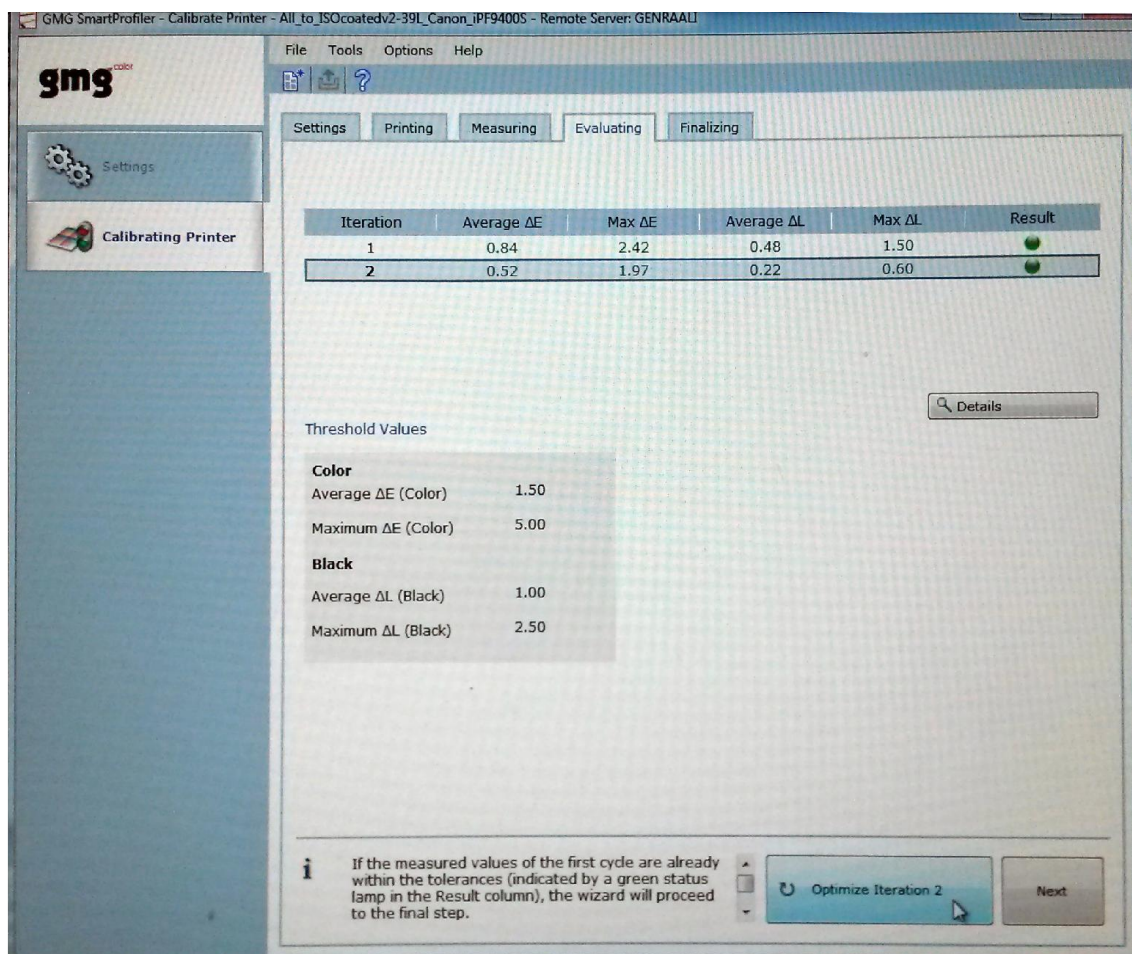 GMG SmartProfiler - Calibrate Printer - All_to_ISOcoatedv2-39L_Canon_iPF9400S - Remote Server: GENRAALI
gmg color
File Tools Options Help
Settings
Calibrating Printer
Settings Printing Measuring Evaluating Finalizing
Iteration Average ΔE Max ΔE Average ΔL Max ΔL Result
1 0.84 2.42 0.48 1.50
2 0.52 1.97 0.22 0.60
Details
Threshold Values
Color
Average ΔE (Color) 1.50
Maximum ΔE (Color) 5.00
Black
Average ΔL (Black) 1.00
Maximum ΔL (Black) 2.50
If the measured values of the first cycle are already
within the tolerances (indicated by a green status
lamp in the Result column), the wizard will proceed
to the final step.
Optimize Iteration 2
Next